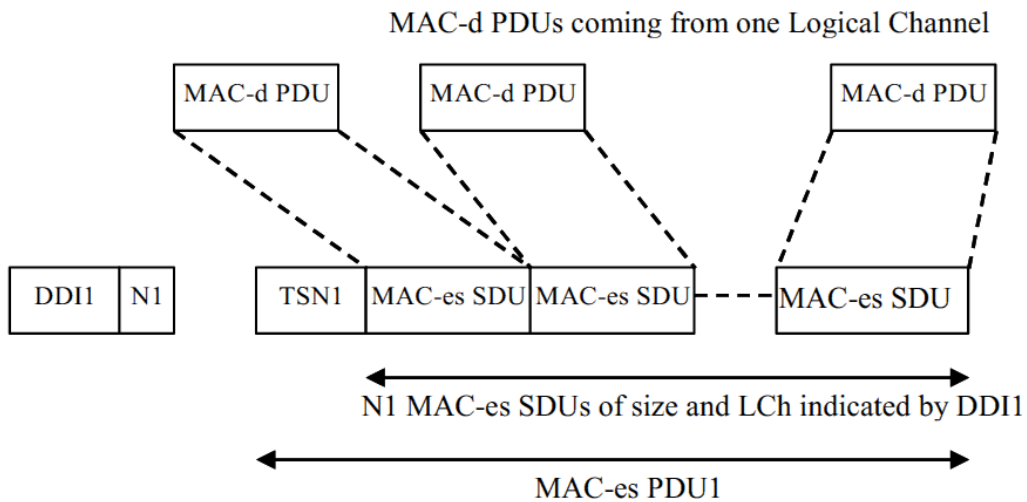 MAC-d PDUs coming from one Logical Channel
MAC-d PDU MAC-d PDU MAC-d PDU
DDI1 N1 TSN1 MAC-es SDU MAC-es SDU MAC-es SDU
N1 MAC-es SDUs of size and LCh indicated by DDI1
MAC-es PDU1